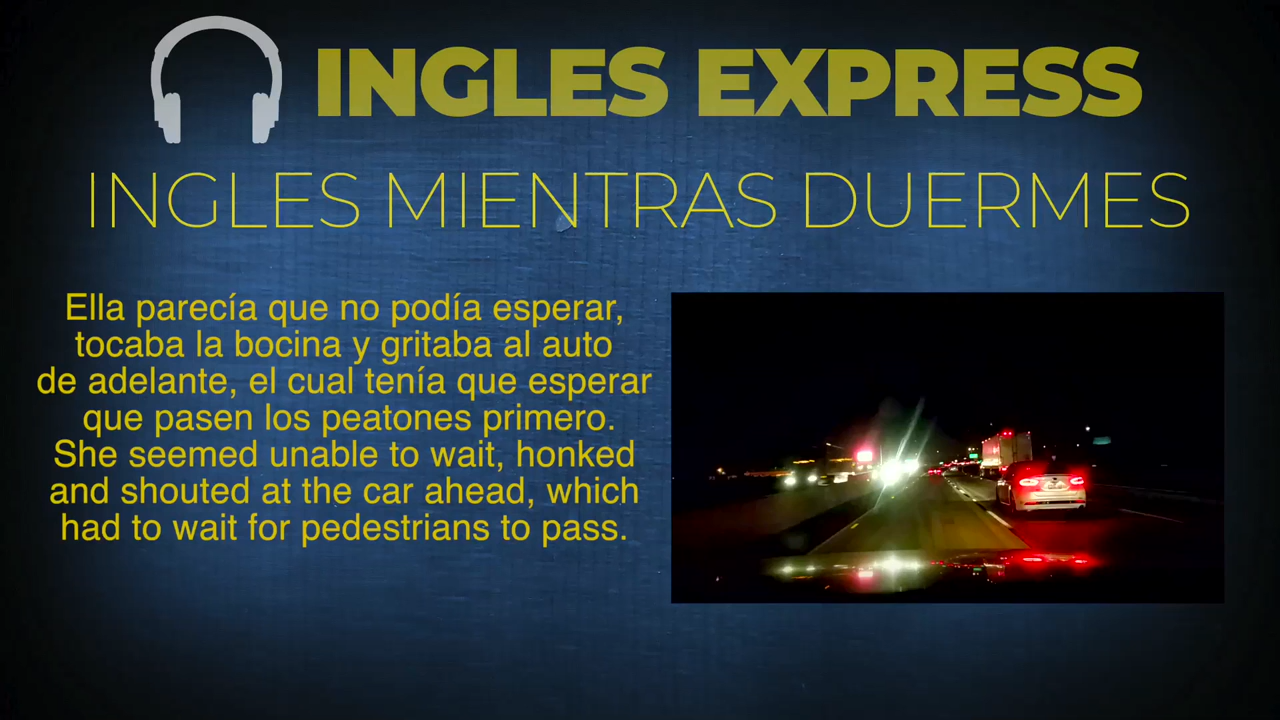 INGLES EXPRESS
INGLES MIENTRAS DUERMES
Ella parecía que no podía esperar,
tocaba la bocina y gritaba al auto
de adelante, el cual tenía que esperar
que pasen los peatones primero.
She seemed unable to wait, honked
and shouted at the car ahead, which
had to wait for pedestrians to pass.